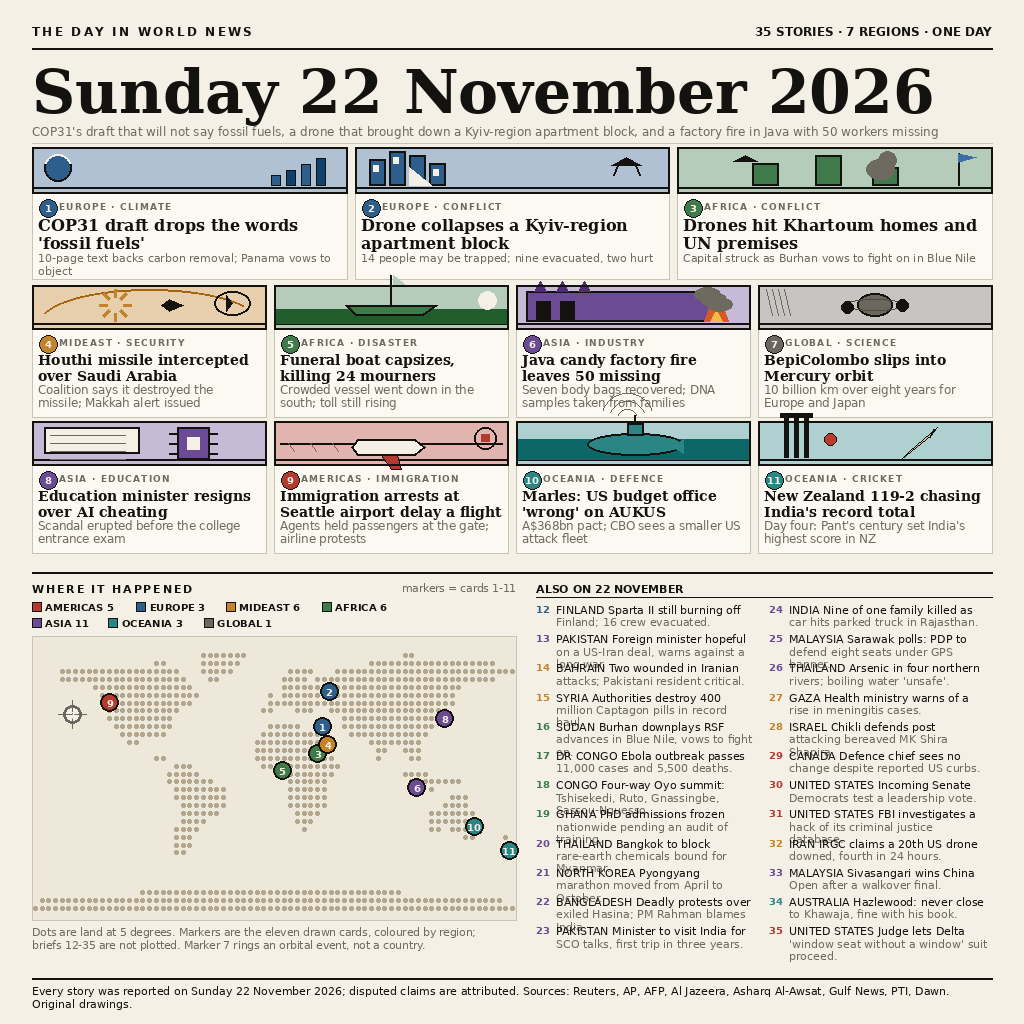 THE DAY IN WORLD NEWS
35 STORIES · 7 REGIONS · ONE DAY
Sunday 22 November 2026
COP31's draft that will not say fossil fuels, a drone that brought down a Kyiv-region apartment block, and a factory fire in Java with 50 workers missing
1 EUROPE · CLIMATE
COP31 draft drops the words
'fossil fuels'
10-page text backs carbon removal; Panama vows to
object
2 EUROPE · CONFLICT
Drone collapses a Kyiv-region
apartment block
14 people may be trapped; nine evacuated, two hurt
3 AFRICA · CONFLICT
Drones hit Khartoum homes and
UN premises
Capital struck as Burhan vows to fight on in Blue Nile
4 MIDEAST · SECURITY
Houthi missile intercepted
over Saudi Arabia
Coalition says it destroyed the
missile; Makkah alert issued
5 AFRICA · DISASTER
Funeral boat capsizes,
killing 24 mourners
Crowded vessel went down in the
south; toll still rising
6 ASIA · INDUSTRY
Java candy factory fire
leaves 50 missing
Seven body bags recovered; DNA
samples taken from families
7 GLOBAL · SCIENCE
BepiColombo slips into
Mercury orbit
10 billion km over eight years for
Europe and Japan
8 ASIA · EDUCATION
Education minister resigns
over AI cheating
Scandal erupted before the college
entrance exam
9 AMERICAS · IMMIGRATION
Immigration arrests at
Seattle airport delay a flight
Agents held passengers at the gate;
airline protests
10 OCEANIA · DEFENCE
Marles: US budget office
'wrong' on AUKUS
A$368bn pact; CBO sees a smaller US
attack fleet
11 OCEANIA · CRICKET
New Zealand 119-2 chasing
India's record total
Day four: Pant's century set India's
highest score in NZ
WHERE IT HAPPENED
markers = cards 1-11
AMERICAS 5 EUROPE 3 MIDEAST 6 AFRICA 6
ASIA 11 OCEANIA 3 GLOBAL 1
9
2
8
1
4
3
5
6
10
11
Dots are land at 5 degrees. Markers are the eleven drawn cards, coloured by region;
briefs 12-35 are not plotted. Marker 7 rings an orbital event, not a country.
ALSO ON 22 NOVEMBER
12 FINLAND Sparta II still burning off
Finland; 16 crew evacuated.
13 PAKISTAN Foreign minister hopeful
on a US-Iran deal, warns against a
long war.
14 BAHRAIN Two wounded in Iranian
attacks; Pakistani resident critical.
15 SYRIA Authorities destroy 400
million Captagon pills in record
haul.
16 SUDAN Burhan downplays RSF
advances in Blue Nile, vows to fight
on.
17 DR CONGO Ebola outbreak passes
11,000 cases and 5,500 deaths.
18 CONGO Four-way Oyo summit:
Tshisekedi, Ruto, Gnassingbe,
Sassou-Nguesso.
19 GHANA PhD admissions frozen
nationwide pending an audit of
training.
20 THAILAND Bangkok to block
rare-earth chemicals bound for
Myanmar.
21 NORTH KOREA Pyongyang
marathon moved from April to
October.
22 BANGLADESH Deadly protests over
exiled Hasina; PM Rahman blames
India.
23 PAKISTAN Minister to visit India for
SCO talks, first trip in three years.
24 INDIA Nine of one family killed as
car hits parked truck in Rajasthan.
25 MALAYSIA Sarawak polls: PDP to
defend eight seats under GPS
banner.
26 THAILAND Arsenic in four northern
rivers; boiling water 'unsafe'.
27 GAZA Health ministry warns of a
rise in meningitis cases.
28 ISRAEL Chikli defends post
attacking bereaved MK Shira
Shapira.
29 CANADA Defence chief sees no
change despite reported US curbs.
30 UNITED STATES Incoming Senate
Democrats test a leadership vote.
31 UNITED STATES FBI investigates a
hack of its criminal justice
database.
32 IRAN IRGC claims a 20th US drone
downed, fourth in 24 hours.
33 MALAYSIA Sivasangari wins China
Open after a walkover final.
34 AUSTRALIA Hazlewood: never close
to Khawaja, fine with his book.
35 UNITED STATES Judge lets Delta
'window seat without a window' suit
proceed.
Every story was reported on Sunday 22 November 2026; disputed claims are attributed. Sources: Reuters, AP, AFP, Al Jazeera, Asharq Al-Awsat, Gulf News, PTI, Dawn.
Original drawings.